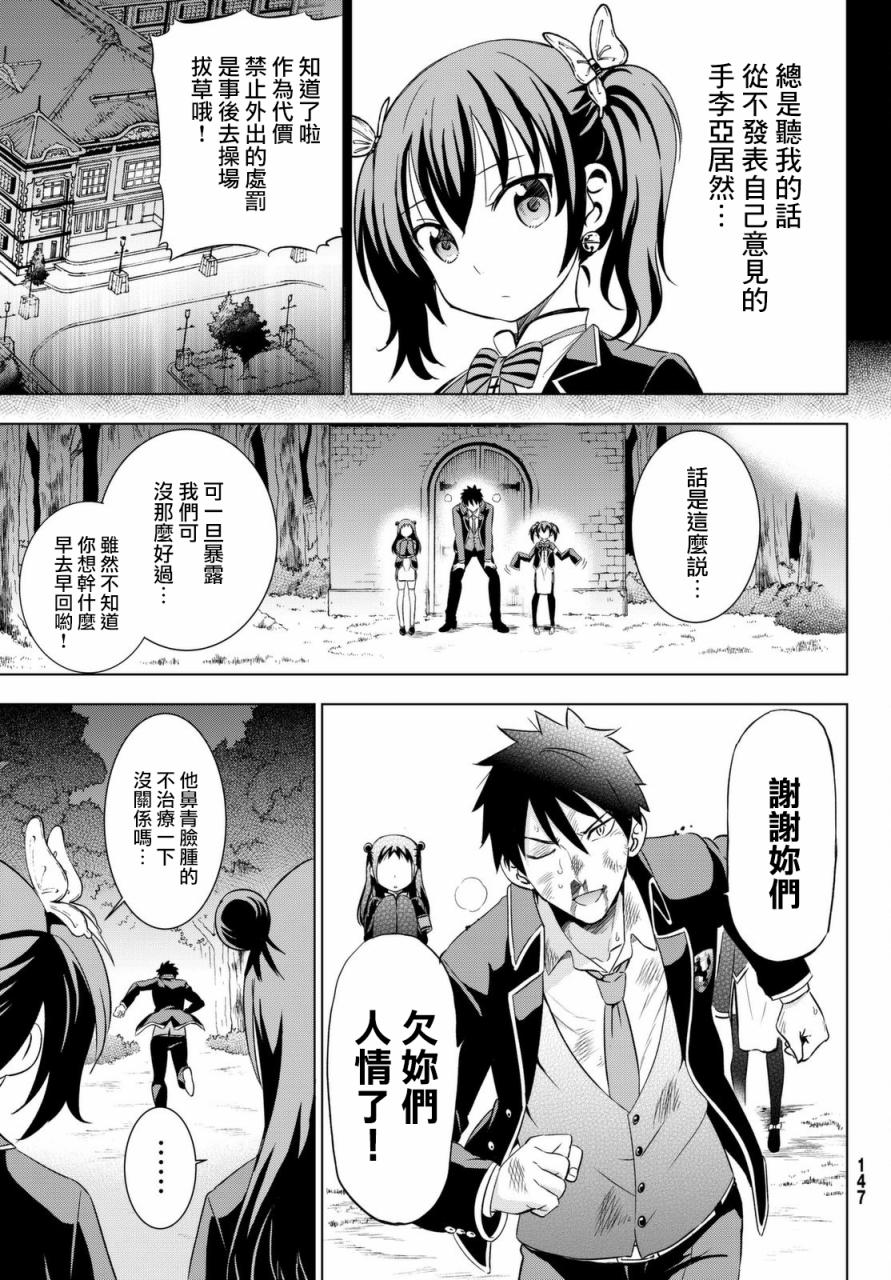 總是聽我的話
從不發表自己意見的
手李亞居然…
知道了啦
作為代價
禁止外出的處罰
是事後去操場
拔草哦！
話是這麼説…
可一旦暴露
我們可
沒那麼好過…
雖然不知道
你想幹什麼
早去早回喲！
謝謝妳們
欠妳們
人情了！
他鼻青臉腫的
不治療一下
沒關係嗎…
……
147